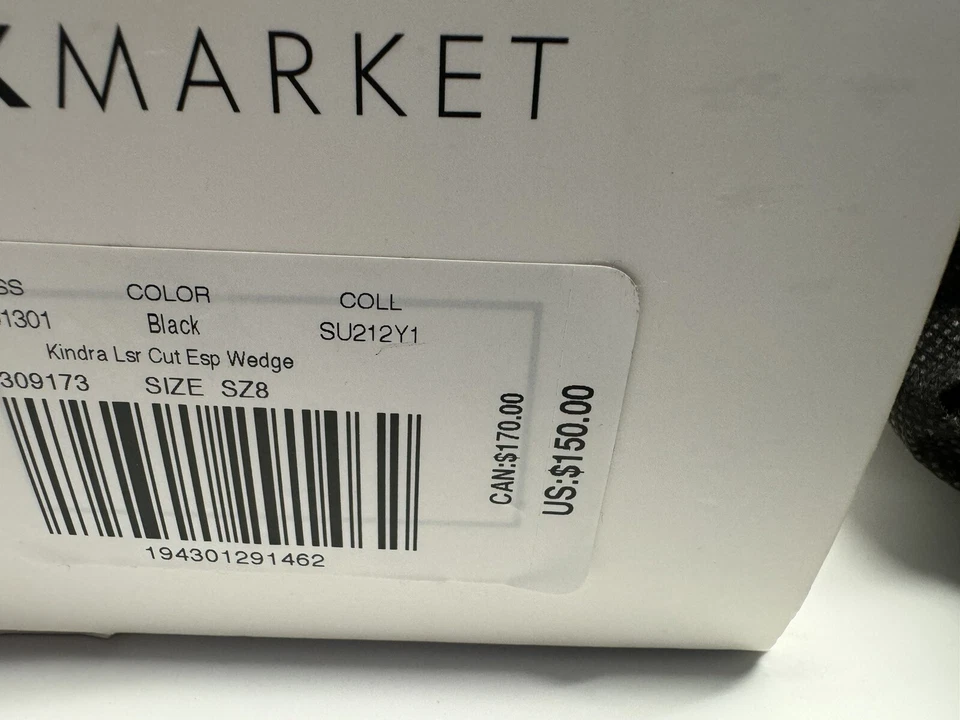 MARKET
COLOR COLL
1301 Black SU212Y1
Kindra Lsr Cut Esp Wedge
309173 SIZE SZ8
194301291462
CAN:$170.00
US:$150.00